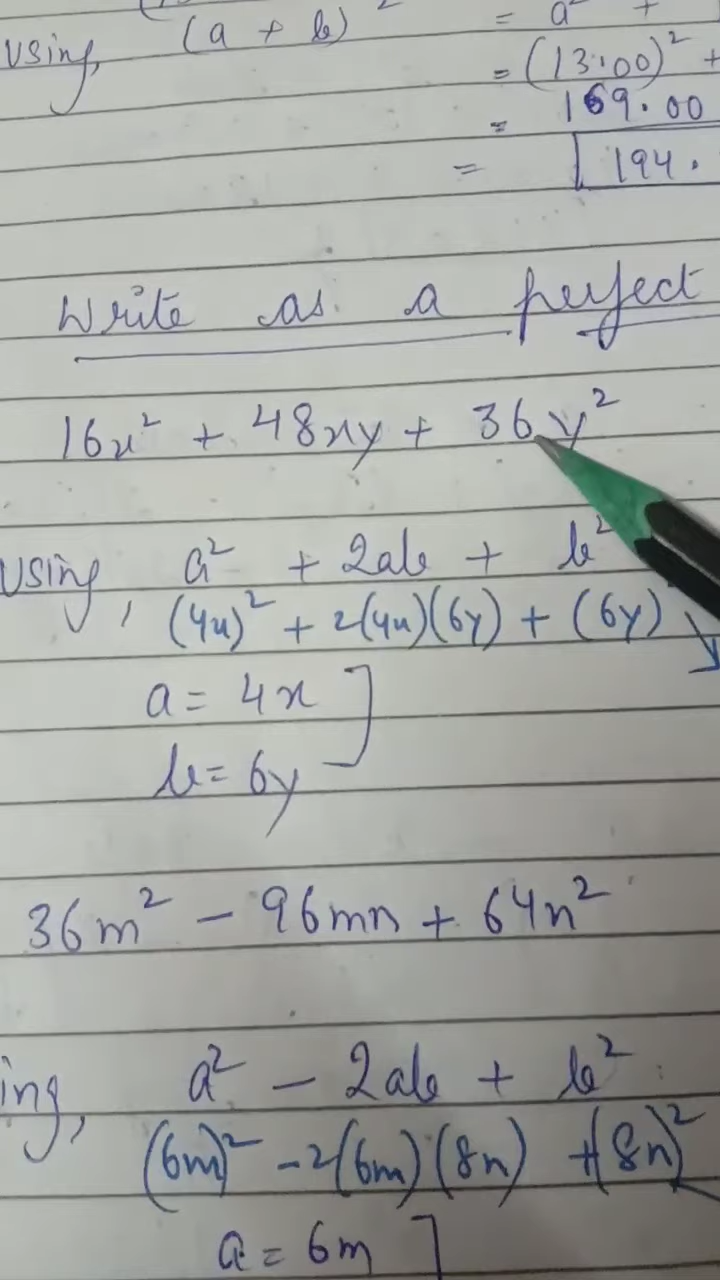 using, (a + b)² = a² +
= (13.00)² +
= 169.00
= 194.
Write as a perfect
16x² + 48xy + 36y²
using, a² + 2ab + b²
(4x)² + 2(4x)(6y) + (6y)
a = 4x
b = 6y
36m² - 96mn + 64n²
ing, a² - 2ab + b²
(6m)² - 2(6m)(8n) + (8n)²
a = 6m